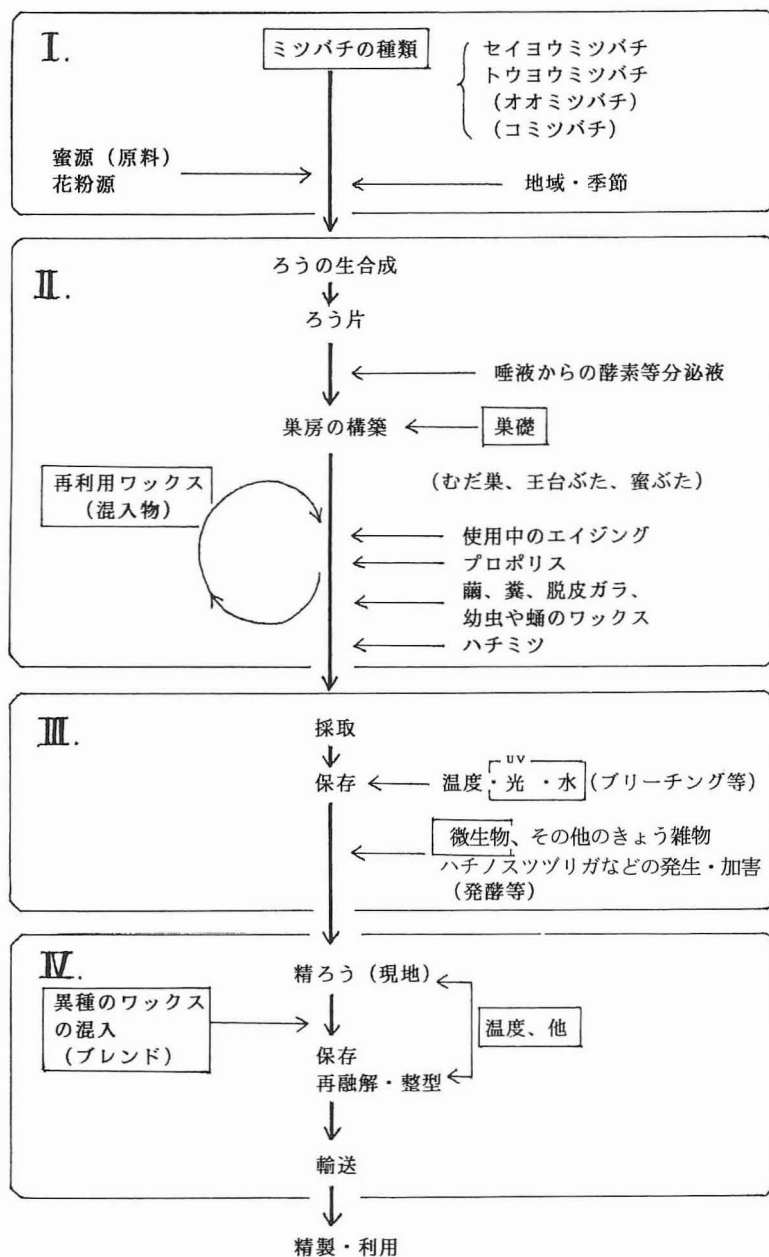 I.
ミツバチの種類
セイヨウミツバチ
トウヨウミツバチ
(オオミツバチ)
(コミツバチ)
蜜源(原料)
花粉源
地域・季節
II.
ろうの生合成
ろう片
唾液からの酵素等分泌液
巣房の構築
巣礎
再利用ワックス
(混入物)
(むだ巣、王台ぶた、蜜ぶた)
使用中のエイジング
プロポリス
繭、糞、脱皮ガラ、
幼虫や蛹のワックス
ハチミツ
III.
採取
UV
保存
温度・光・水(ブリーチング等)
微生物、その他のきょう雑物
ハチノスツヅリガなどの発生・加害
(発酵等)
IV.
精ろう(現地)
異種のワックス
の混入
(ブレンド)
温度、他
保存
再融解・整型
輸送
精製・利用